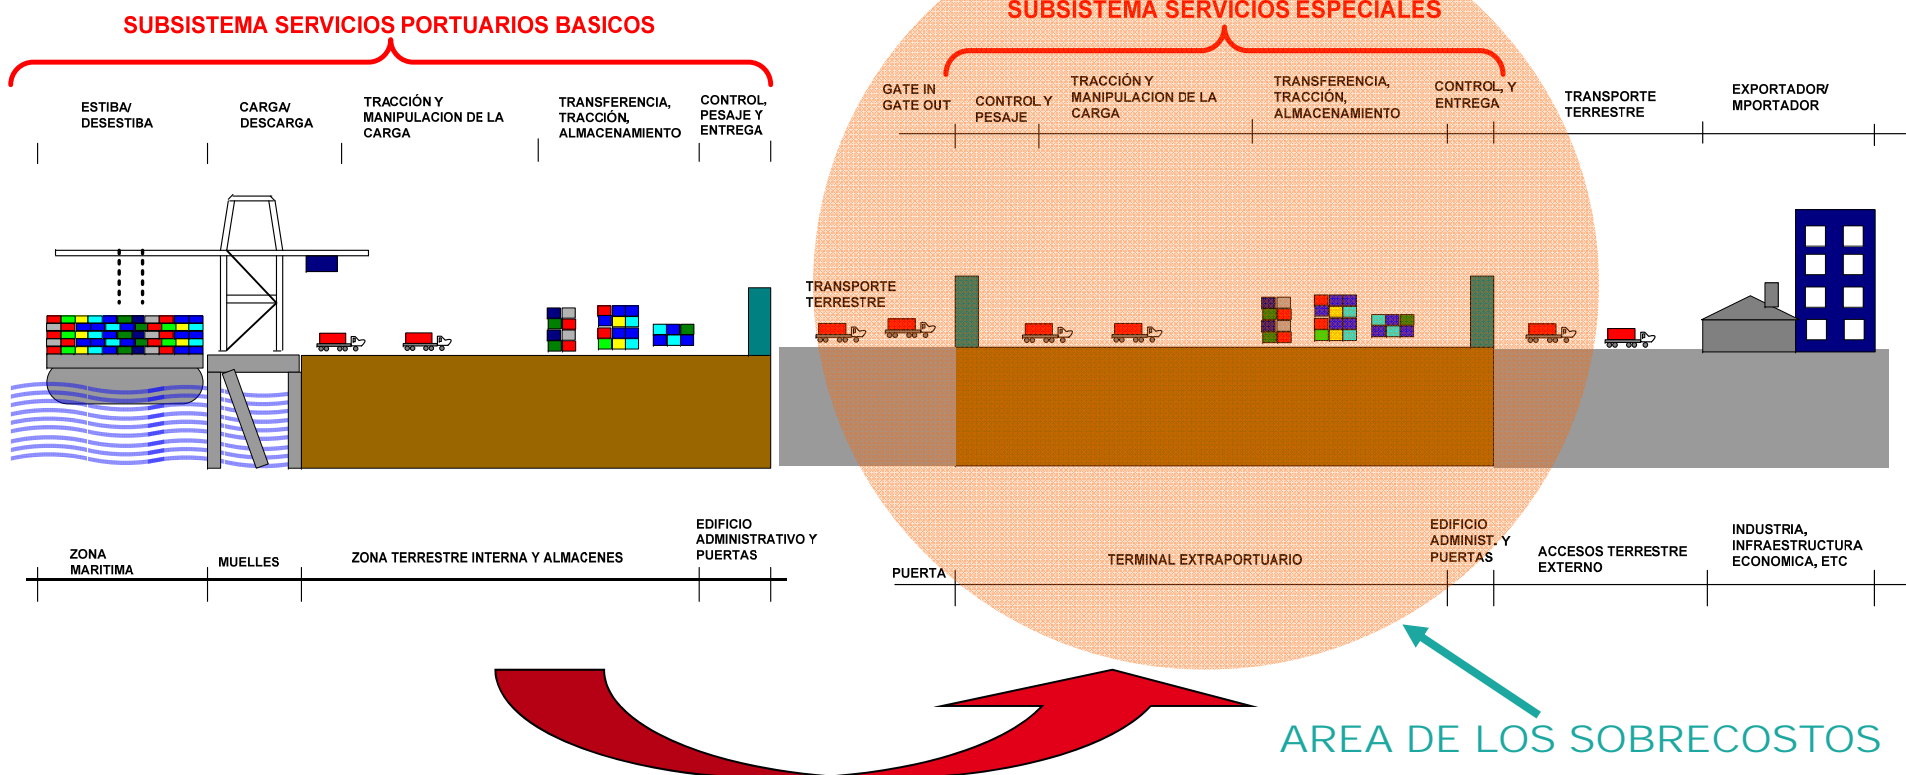 SUBSISTEMA SERVICIOS PORTUARIOS BASICOS
SUBSISTEMA SERVICIOS ESPECIALES
ESTIBA/
DESESTIBA
CARGA/
DESCARGA
TRACCIÓN Y
MANIPULACION DE LA
CARGA
TRANSFERENCIA,
TRACCIÓN,
ALMACENAMIENTO
CONTROL,
PESAJE Y
ENTREGA
GATE IN
GATE OUT
CONTROL Y
PESAJE
TRACCIÓN Y
MANIPULACION DE LA
CARGA
TRANSFERENCIA,
TRACCIÓN,
ALMACENAMIENTO
CONTROL, Y
ENTREGA
TRANSPORTE
TERRESTRE
EXPORTADOR/
MPORTADOR
TRANSPORTE
TERRESTRE
ZONA
MARITIMA
MUELLES
ZONA TERRESTRE INTERNA Y ALMACENES
EDIFICIO
ADMINISTRATIVO Y
PUERTAS
PUERTA
TERMINAL EXTRAPORTUARIO
EDIFICIO
ADMINIST. Y
PUERTAS
ACCESOS TERRESTRE
EXTERNO
INDUSTRIA,
INFRAESTRUCTURA
ECONOMICA, ETC
AREA DE LOS SOBRECOSTOS